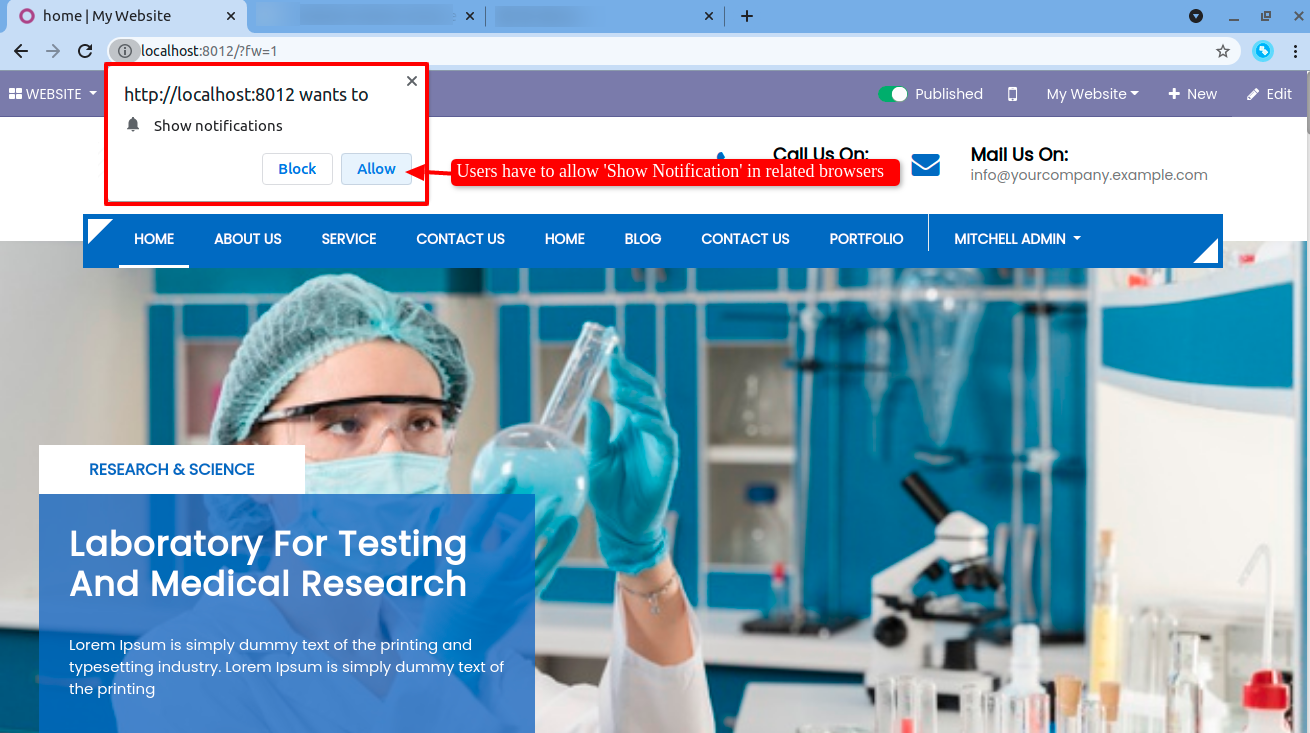 home | My Website
localhost:8012/?fw=1
WEBSITE
Published
My Website
New
Edit
http://localhost:8012 wants to
Show notifications
Block
Allow
Users have to allow 'Show Notification' in related browsers
Call Us On:
Mail Us On:
info@yourcompany.example.com
HOME ABOUT US SERVICE CONTACT US HOME BLOG CONTACT US PORTFOLIO MITCHELL ADMIN
RESEARCH & SCIENCE
Laboratory For Testing
And Medical Research
Lorem Ipsum is simply dummy text of the printing and
typesetting industry. Lorem Ipsum is simply dummy text of
the printing